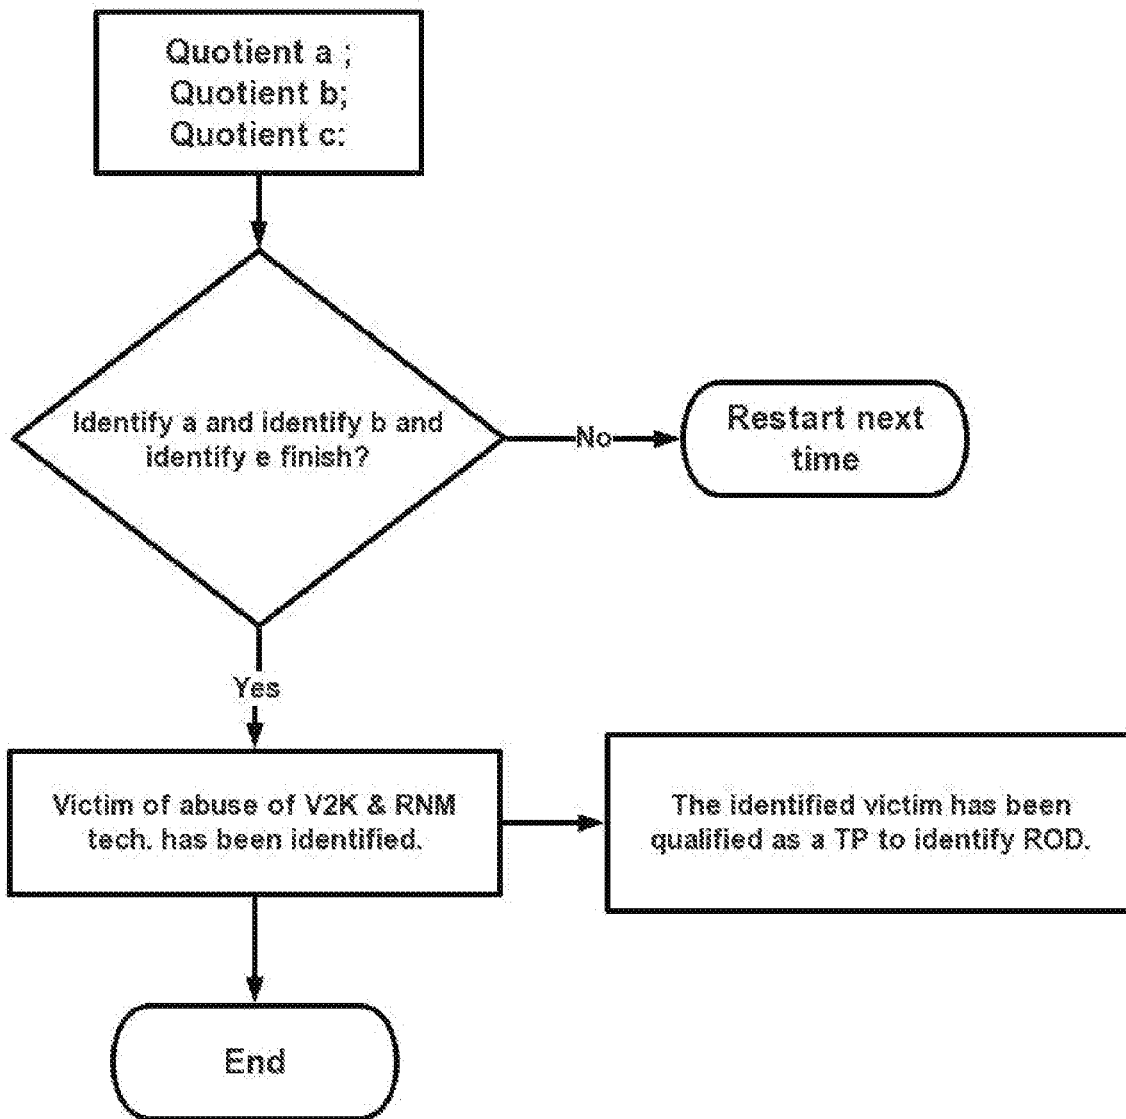 Quotient a ;
Quotient b;
Quotient c:
Identify a and identify b and
identify e finish?
No
Restart next
time
Yes
Victim of abuse of V2K & RNM
tech. has been identified.
The identified victim has been
qualified as a TP to identify ROD.
End